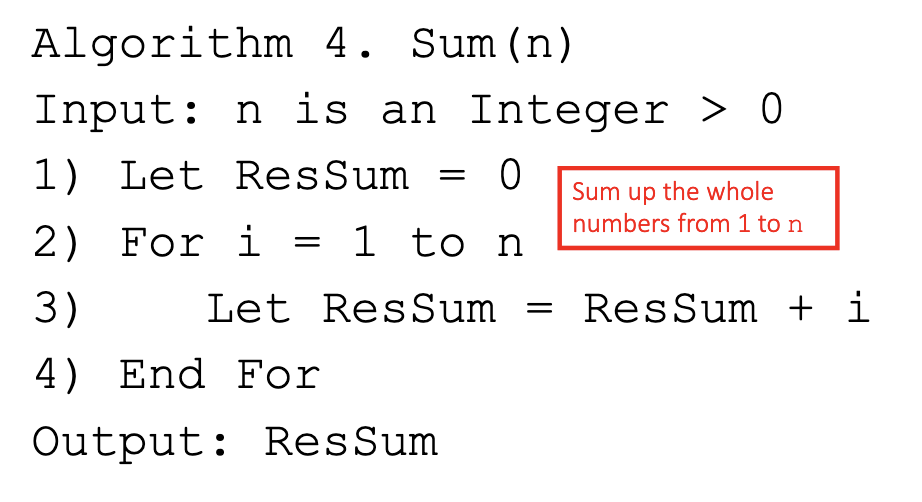 Algorithm 4. Sum(n)
Input: n is an Integer > 0
1) Let ResSum = 0
Sum up the whole
numbers from 1 to n
2) For i = 1 to n
3)   Let ResSum = ResSum + i
4) End For
Output: ResSum